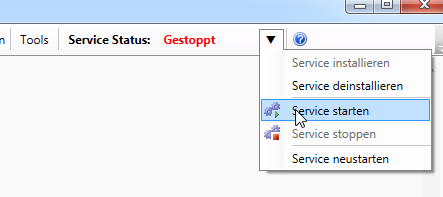 n Tools Service Status: Gestoppt
Service installieren
Service deinstallieren
Service starten
Service stoppen
Service neustarten